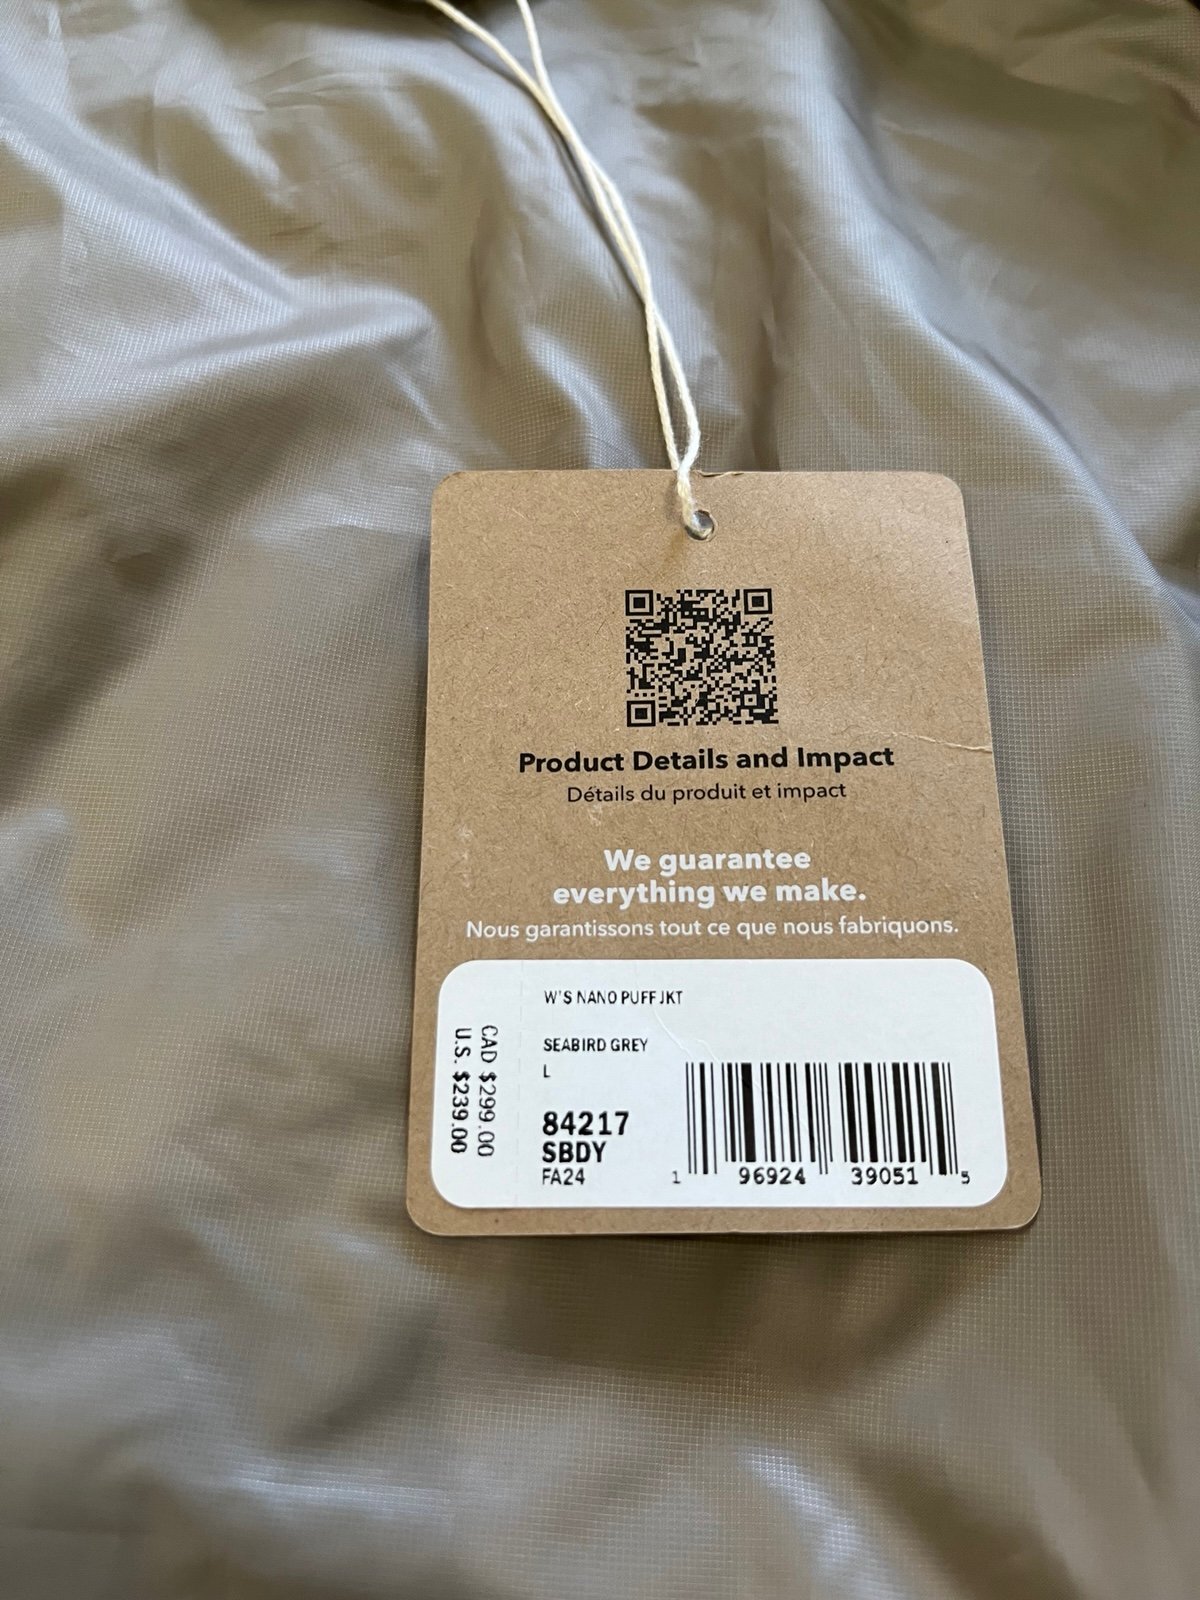 Product Details and Impact
Détails du produit et impact
We guarantee
everything we make.
Nous garantissons tout ce que nous fabriquons.
W'S NANO PUFF JKT
SEABIRD GREY
L
84217
SBDY
FA24
CAD $299.00
U.S. $239.00
1 96924 39051 5